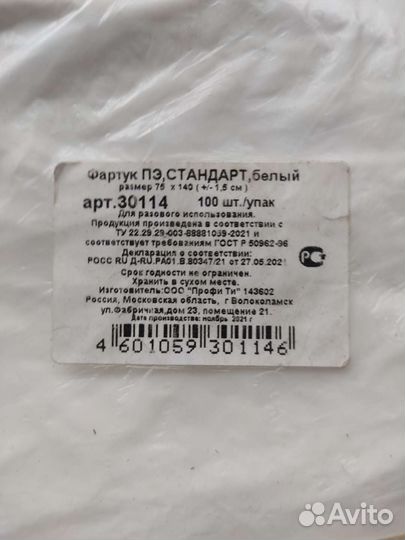 Фартук ПЭ,СТАНДАРТ,белый
размер 75 х 140 ( +/- 1,5 см )
арт.30114 100 шт./упак
Для разового использования.
Продукция произведена в соответствии с
ТУ 22.29.29-003-88881059-2021 и
соответствует требованиям ГОСТ Р 50962-96
Декларация о соответствии:
РОСС RU Д-RU.РА01.В.80347/21 от 27.05.2021
Срок годности не ограничен.
Хранить в сухом месте.
Изготовитель:ООО "Профи Ти" 143602
Россия, Московская область, г Волоколамск
ул.Фабричная,дом 23, помещение 21.
Дата производства: ноябрь 2021 г
4 601059 301146
Avito